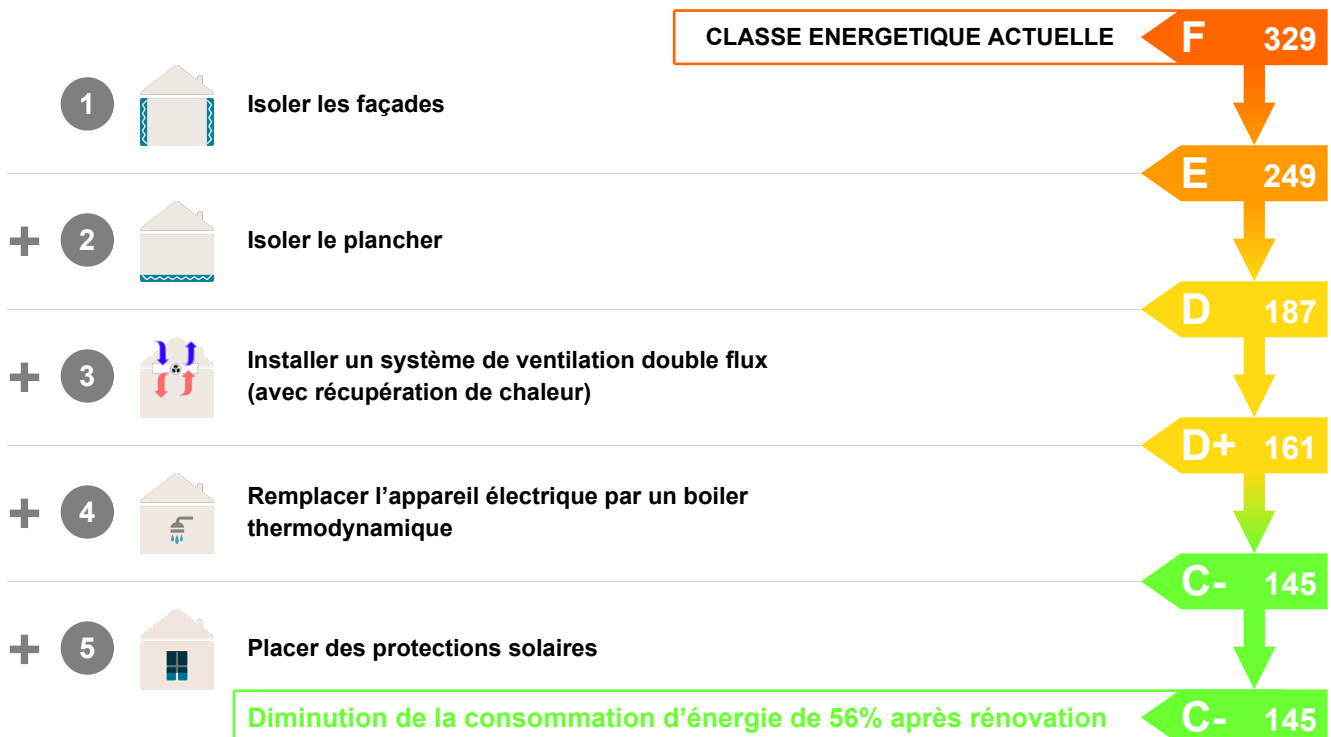 CLASSE ENERGETIQUE ACTUELLE F 329
1 Isoler les façades
E 249
+ 2 Isoler le plancher
D 187
+ 3 Installer un système de ventilation double flux
(avec récupération de chaleur)
D+ 161
+ 4 Remplacer l’appareil électrique par un boiler
thermodynamique
C- 145
+ 5 Placer des protections solaires
Diminution de la consommation d’énergie de 56% après rénovation C- 145